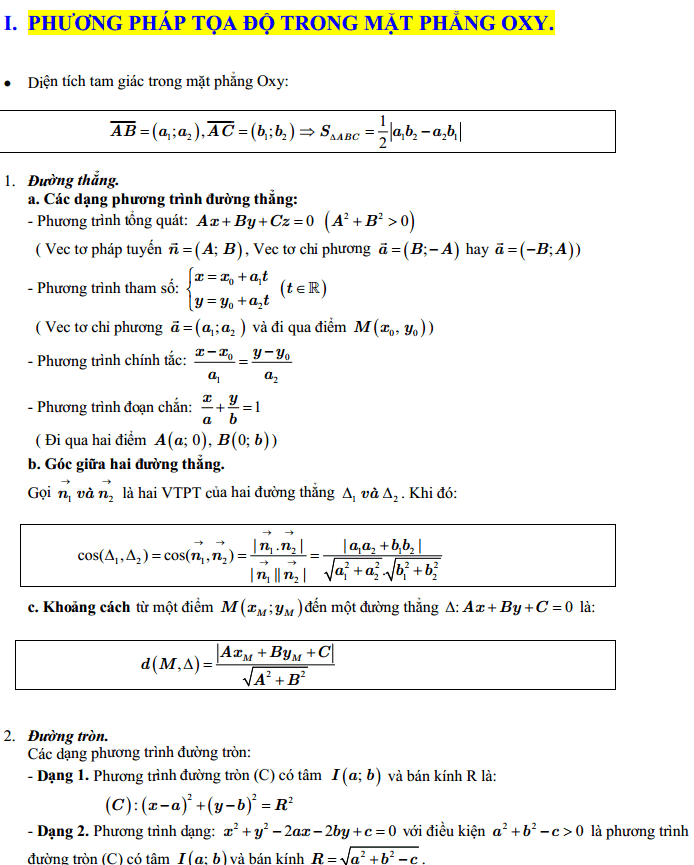 I. PHƯƠNG PHÁP TỌA ĐỘ TRONG MẶT PHẲNG OXY.
• Diện tích tam giác trong mặt phẳng Oxy:
$\overline{AB} = (a_1; a_2), \overline{AC} = (b_1; b_2) \Rightarrow S_{\Delta ABC} = \frac{1}{2}|a_1b_2 - a_2b_1|$
1. Đường thẳng.
a. Các dạng phương trình đường thẳng:
- Phương trình tổng quát: $Ax + By + Cz = 0$ $(A^2 + B^2 > 0)$
( Vec tơ pháp tuyến $\vec{n} = (A; B)$, Vec tơ chỉ phương $\vec{a} = (B; -A)$ hay $\vec{a} = (-B; A)$)
- Phương trình tham số: $\begin{cases} x = x_0 + a_1t \\ y = y_0 + a_2t \end{cases}$ $(t \in \mathbb{R})$
( Vec tơ chỉ phương $\vec{a} = (a_1; a_2)$ và đi qua điểm $M(x_0, y_0)$)
- Phương trình chính tắc: $\frac{x - x_0}{a_1} = \frac{y - y_0}{a_2}$
- Phương trình đoạn chắn: $\frac{x}{a} + \frac{y}{b} = 1$
( Đi qua hai điểm $A(a; 0), B(0; b)$)
b. Góc giữa hai đường thẳng.
Gọi $\vec{n_1}$ và $\vec{n_2}$ là hai VTPT của hai đường thẳng $\Delta_1$ và $\Delta_2$. Khi đó:
$\cos(\Delta_1, \Delta_2) = \cos(\vec{n_1}, \vec{n_2}) = \frac{|\vec{n_1}.\vec{n_2}|}{|\vec{n_1}||\vec{n_2}|} = \frac{|a_1a_2 + b_1b_2|}{\sqrt{a_1^2 + a_2^2}.\sqrt{b_1^2 + b_2^2}}$
c. Khoảng cách từ một điểm $M(x_M; y_M)$ đến một đường thẳng $\Delta: Ax + By + C = 0$ là:
$d(M, \Delta) = \frac{|Ax_M + By_M + C|}{\sqrt{A^2 + B^2}}$
2. Đường tròn.
Các dạng phương trình đường tròn:
- Dạng 1. Phương trình đường tròn (C) có tâm $I(a; b)$ và bán kính R là:
$(C): (x - a)^2 + (y - b)^2 = R^2$
- Dạng 2. Phương trình dạng: $x^2 + y^2 - 2ax - 2by + c = 0$ với điều kiện $a^2 + b^2 - c > 0$ là phương trình
đường tròn (C) có tâm $I(a; b)$ và bán kính $R = \sqrt{a^2 + b^2 - c}$.